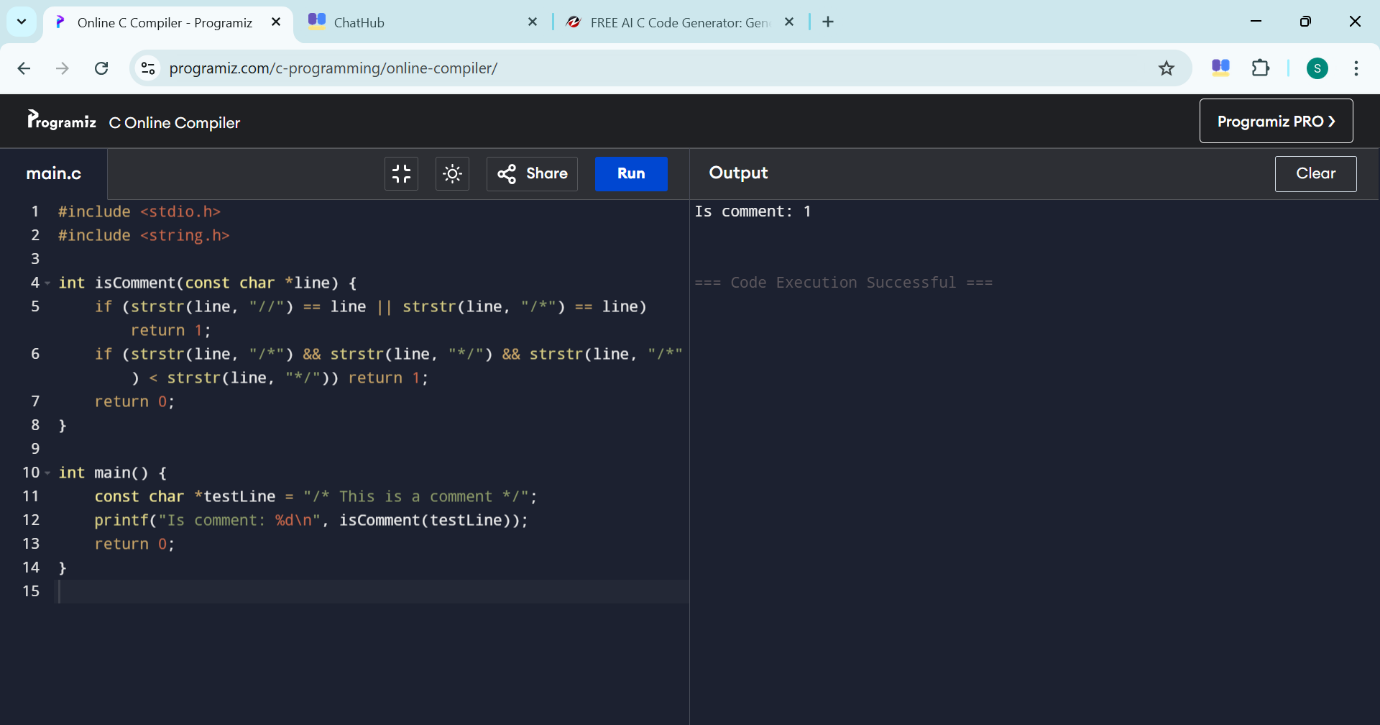 Online C Compiler - Programiz
ChatHub
FREE AI C Code Generator: Gen
programiz.com/c-programming/online-compiler/
S
Programiz C Online Compiler
Programiz PRO
main.c
Share
Run
Output
Clear
1 #include <stdio.h>
2 #include <string.h>
3
4 int isComment(const char *line) {
5 if (strstr(line, "//") == line || strstr(line, "/*") == line)
return 1;
6 if (strstr(line, "/*") && strstr(line, "*/") && strstr(line, "/*"
) < strstr(line, "*/")) return 1;
7 return 0;
8 }
9
10 int main() {
11 const char *testLine = "/* This is a comment */";
12 printf("Is comment: %d\n", isComment(testLine));
13 return 0;
14 }
15
Is comment: 1
=== Code Execution Successful ===